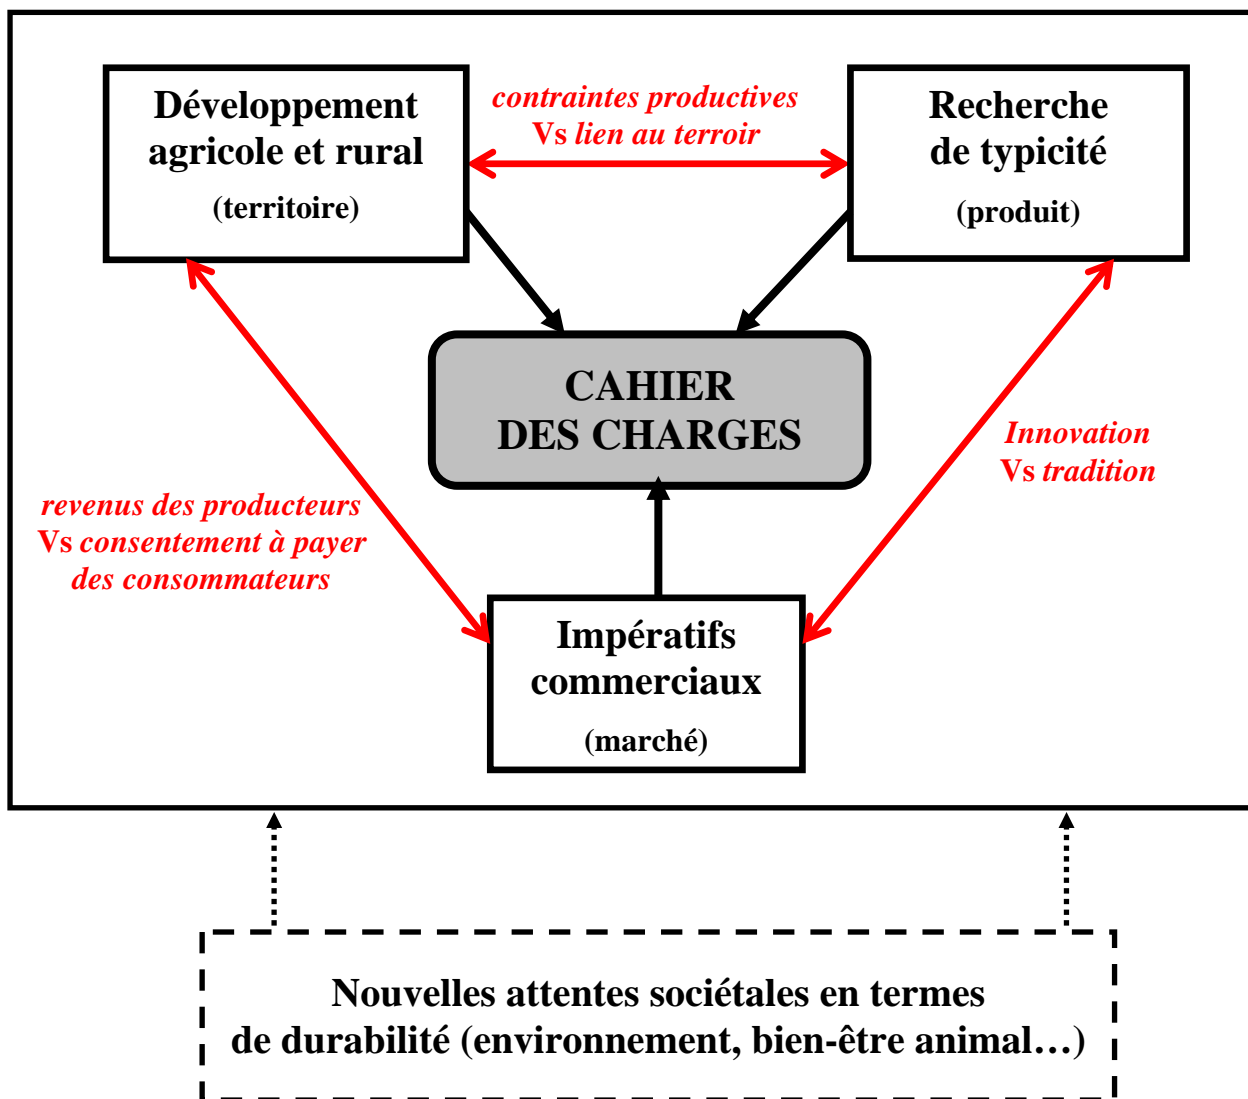 Développement
agricole et rural
(territoire)
contraintes productives
Vs lien au terroir
Recherche
de typicité
(produit)
CAHIER
DES CHARGES
Innovation
Vs tradition
revenus des producteurs
Vs consentement à payer
des consommateurs
Impératifs
commerciaux
(marché)
Nouvelles attentes sociétales en termes
de durabilité (environnement, bien-être animal…)